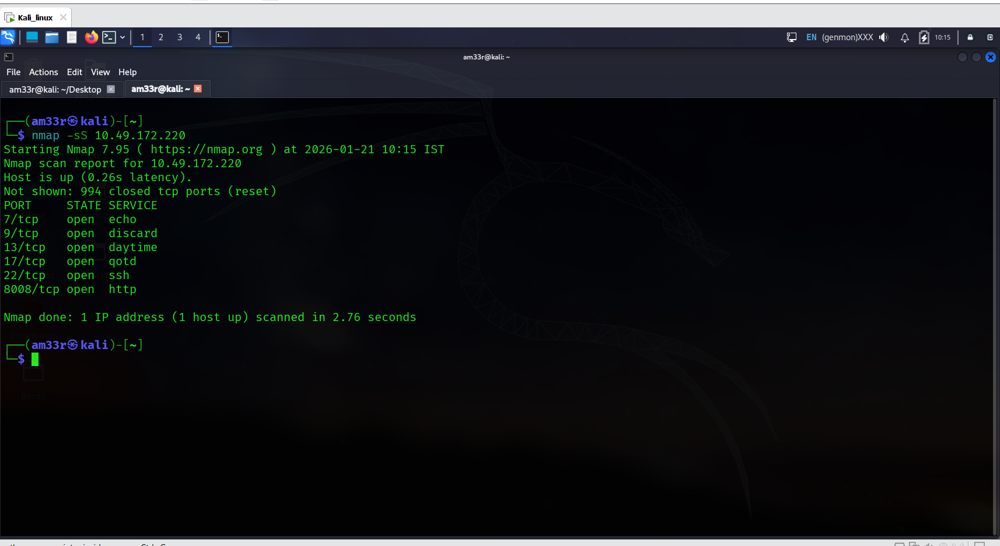 Kali_linux
1 2 3 4 EN (genmon)XXX 10:15
am33r@kali: ~
File Actions Edit View Help
am33r@kali: ~/Desktop am33r@kali: ~
┌──(am33r㉿kali)-[~]
└─$ nmap -sS 10.49.172.220
Starting Nmap 7.95 ( https://nmap.org ) at 2026-01-21 10:15 IST
Nmap scan report for 10.49.172.220
Host is up (0.26s latency).
Not shown: 994 closed tcp ports (reset)
PORT STATE SERVICE
7/tcp open echo
9/tcp open discard
13/tcp open daytime
17/tcp open qotd
22/tcp open ssh
8008/tcp open http
Nmap done: 1 IP address (1 host up) scanned in 2.76 seconds
┌──(am33r㉿kali)-[~]
└─$
Bandit